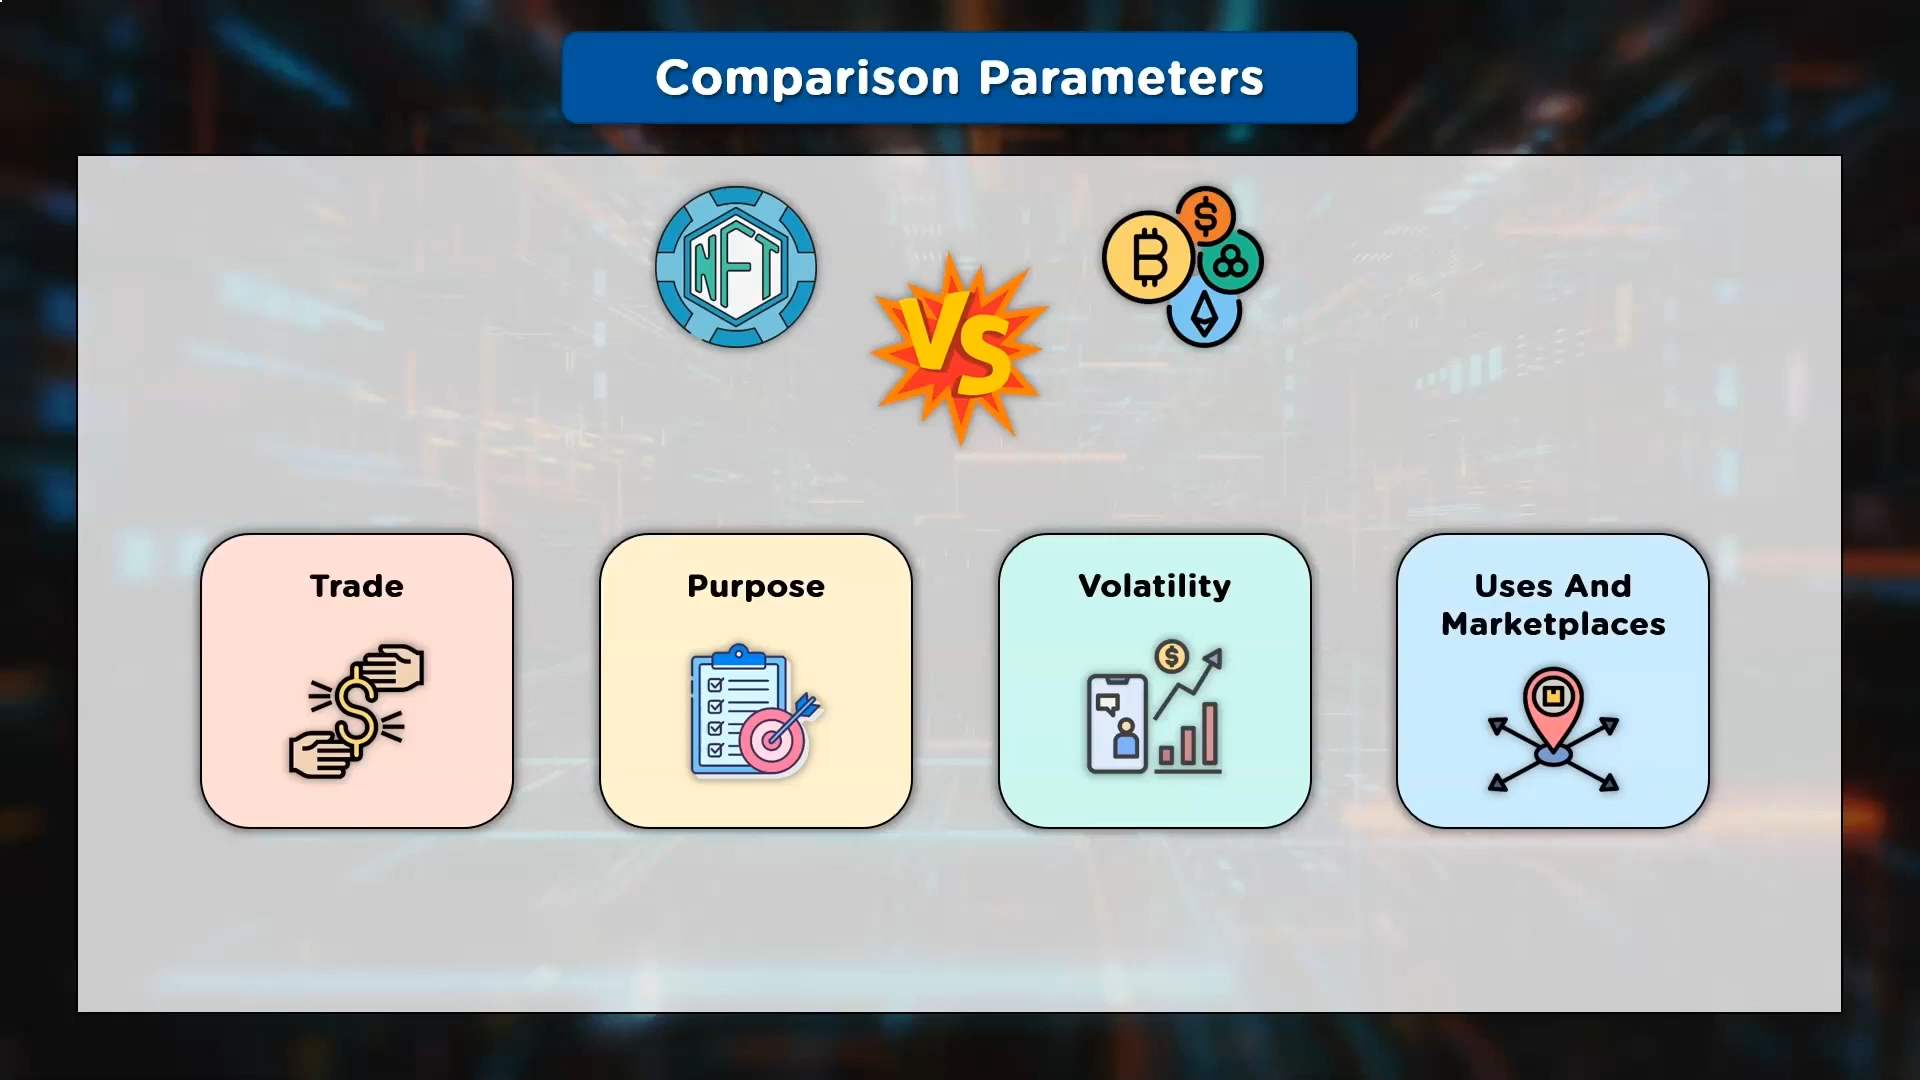 Comparison Parameters
NFT
VS
Trade
Purpose
Volatility
Uses And
Marketplaces